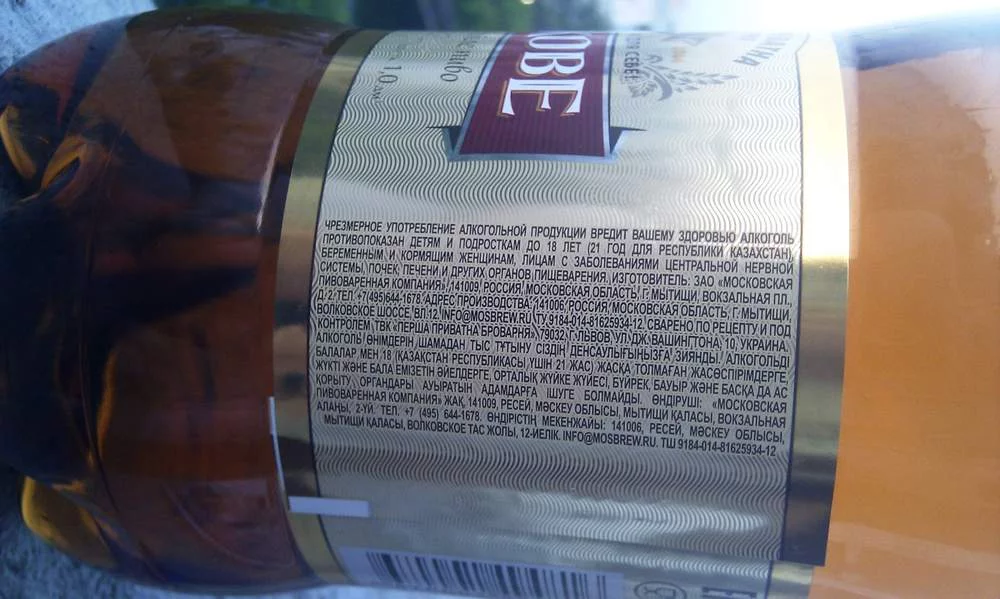 пиво
1,0
ОВЕ
ДЛЯ СЕБЕ
ЧРЕЗМЕРНОЕ УПОТРЕБЛЕНИЕ АЛКОГОЛЬНОЙ ПРОДУКЦИИ ВРЕДИТ ВАШЕМУ ЗДОРОВЬЮ АЛКОГОЛЬ
ПРОТИВОПОКАЗАН ДЕТЯМ И ПОДРОСТКАМ ДО 18 ЛЕТ (21 ГОД ДЛЯ РЕСПУБЛИКИ КАЗАХСТАН),
БЕРЕМЕННЫМ И КОРМЯЩИМ ЖЕНЩИНАМ, ЛИЦАМ С ЗАБОЛЕВАНИЯМИ ЦЕНТРАЛЬНОЙ НЕРВНОЙ
СИСТЕМЫ, ПОЧЕК, ПЕЧЕНИ И ДРУГИХ ОРГАНОВ ПИЩЕВАРЕНИЯ. ИЗГОТОВИТЕЛЬ: ЗАО «МОСКОВСКАЯ
ПИВОВАРЕННАЯ КОМПАНИЯ», 141009, РОССИЯ, МОСКОВСКАЯ ОБЛАСТЬ, Г. МЫТИЩИ, ВОКЗАЛЬНАЯ ПЛ.,
Д. 2. ТЕЛ. +7(495)644-1678. АДРЕС ПРОИЗВОДСТВА: 141006, РОССИЯ, МОСКОВСКАЯ ОБЛАСТЬ, Г. МЫТИЩИ,
ВОЛКОВСКОЕ ШОССЕ, ВЛ.12. INFO@MOSBREW.RU ТУ 9184-014-81625934-12. СВАРЕНО ПО РЕЦЕПТУ И ПОД
КОНТРОЛЕМ ТВК «ПЕРША ПРИВАТНА БРОВАРНЯ», 79032, Г. ЛЬВОВ, УЛ. ДЖ. ВАШИНГТОНА, 10, УКРАИНА.
АЛКОГОЛЬ ӨНІМДЕРІН ШАМАДАН ТЫС ТҰТЫНУ СІЗДІҢ ДЕНСАУЛЫҒЫҢЫЗҒА ЗИЯНДЫ. АЛКОГОЛЬДІ
БАЛАЛАР МЕН 18 (ҚАЗАҚСТАН РЕСПУБЛИКАСЫ ҮШІН 21 ЖАС) ЖАСҚА ТОЛМАҒАН ЖАСӨСПІРІМДЕРГЕ,
ЖҮКТІ ЖӘНЕ БАЛА ЕМІЗЕТІН ӘЙЕЛДЕРГЕ, ОРТАЛЫҚ ЖҮЙКЕ ЖҮЙЕСІ, БҮЙРЕК, БАУЫР ЖӘНЕ БАСҚА ДА АС
ҚОРЫТУ ОРГАНДАРЫ АУЫРАТЫН АДАМДАРҒА ІШУГЕ БОЛМАЙДЫ. ӨНДІРУШІ: «МОСКОВСКАЯ
ПИВОВАРЕННАЯ КОМПАНИЯ» ЖАҚ, 141009, РЕСЕЙ, МӘСКЕУ ОБЛЫСЫ, МЫТИЩИ ҚАЛАСЫ, ВОКЗАЛЬНАЯ
АЛАҢЫ, 2-ҮЙ. ТЕЛ. +7 (495) 644-1678. ӨНДІРІСТІҢ МЕКЕНЖАЙЫ: 141006, РЕСЕЙ, МӘСКЕУ ОБЛЫСЫ,
МЫТИЩИ ҚАЛАСЫ, ВОЛКОВСКОЕ ТАС ЖОЛЫ, 12-ИЕЛІК. INFO@MOSBREW.RU. ТШ 9184-014-81625934-12